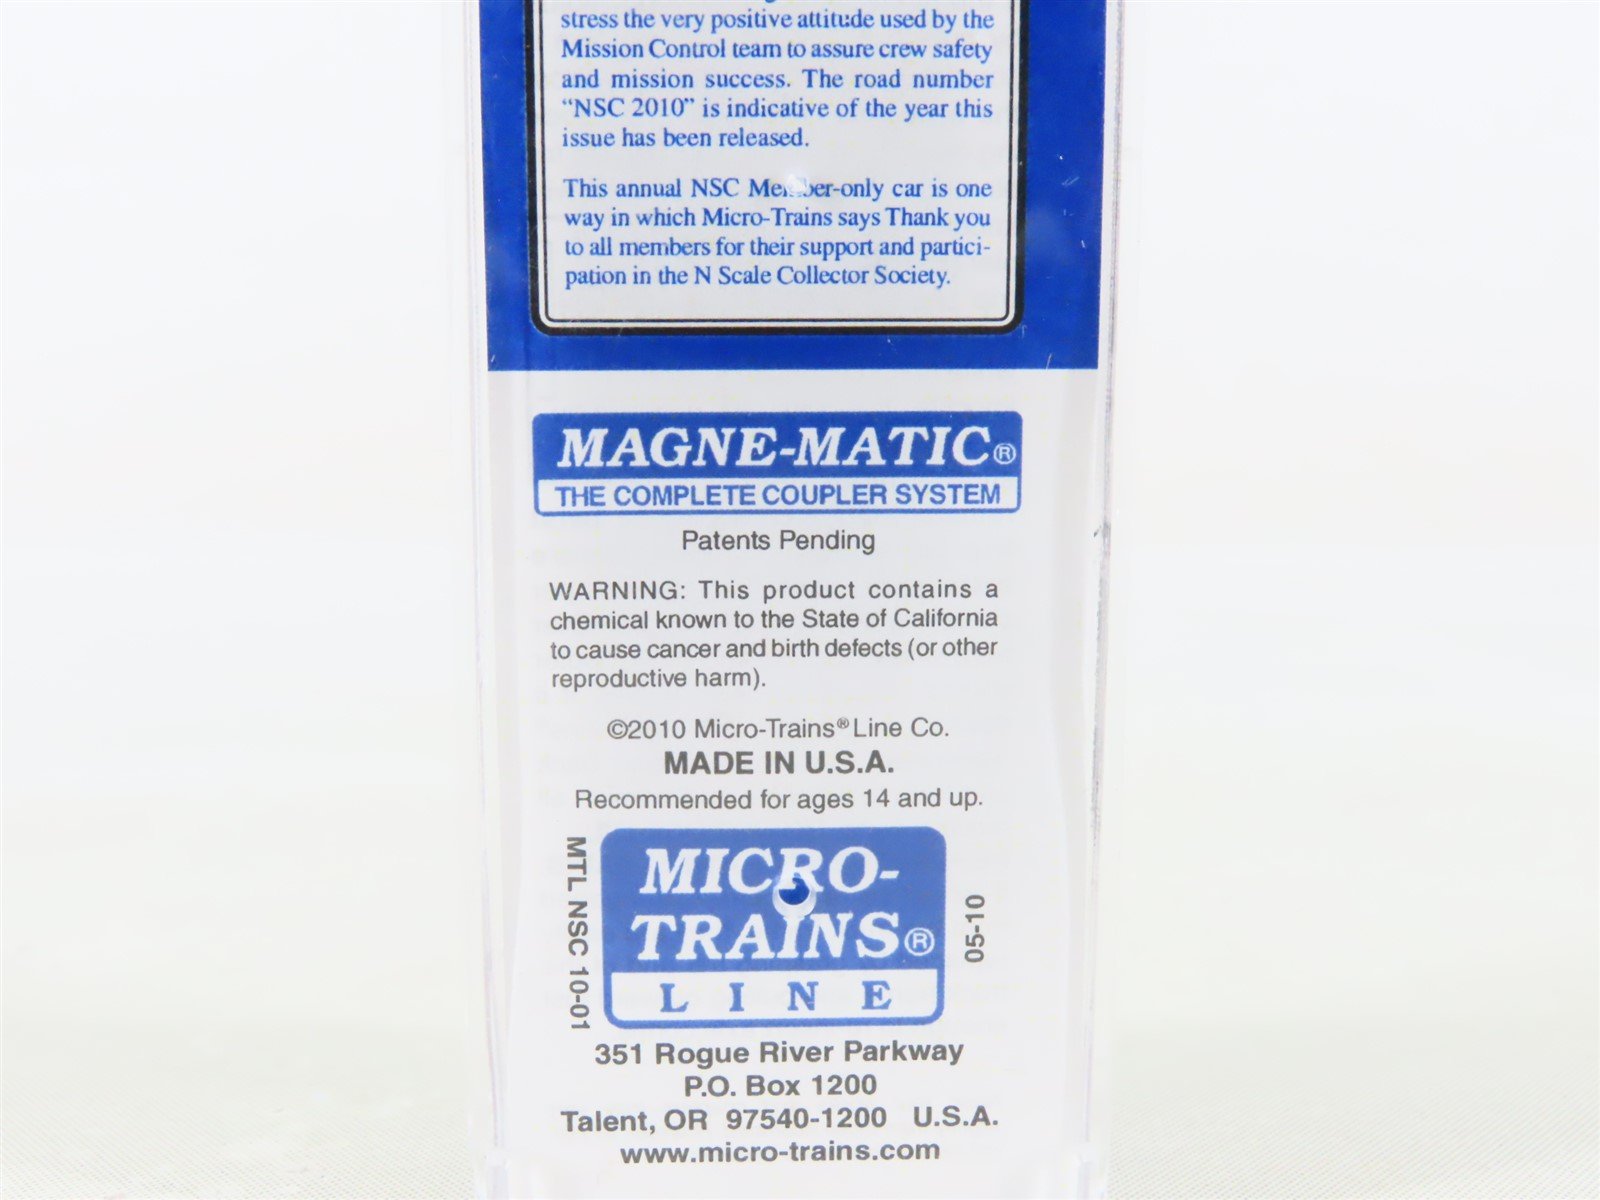 stress the very positive attitude used by the
Mission Control team to assure crew safety
and mission success. The road number
“NSC 2010” is indicative of the year this
issue has been released.
This annual NSC Member-only car is one
way in which Micro-Trains says Thank you
to all members for their support and partici-
pation in the N Scale Collector Society.
MAGNE-MATIC®
THE COMPLETE COUPLER SYSTEM
Patents Pending
WARNING: This product contains a
chemical known to the State of California
to cause cancer and birth defects (or other
reproductive harm).
©2010 Micro-Trains® Line Co.
MADE IN U.S.A.
Recommended for ages 14 and up.
MTL NSC 10-01
MICRO-
TRAINS®
LINE
05-10
351 Rogue River Parkway
P.O. Box 1200
Talent, OR 97540-1200 U.S.A.
www.micro-trains.com